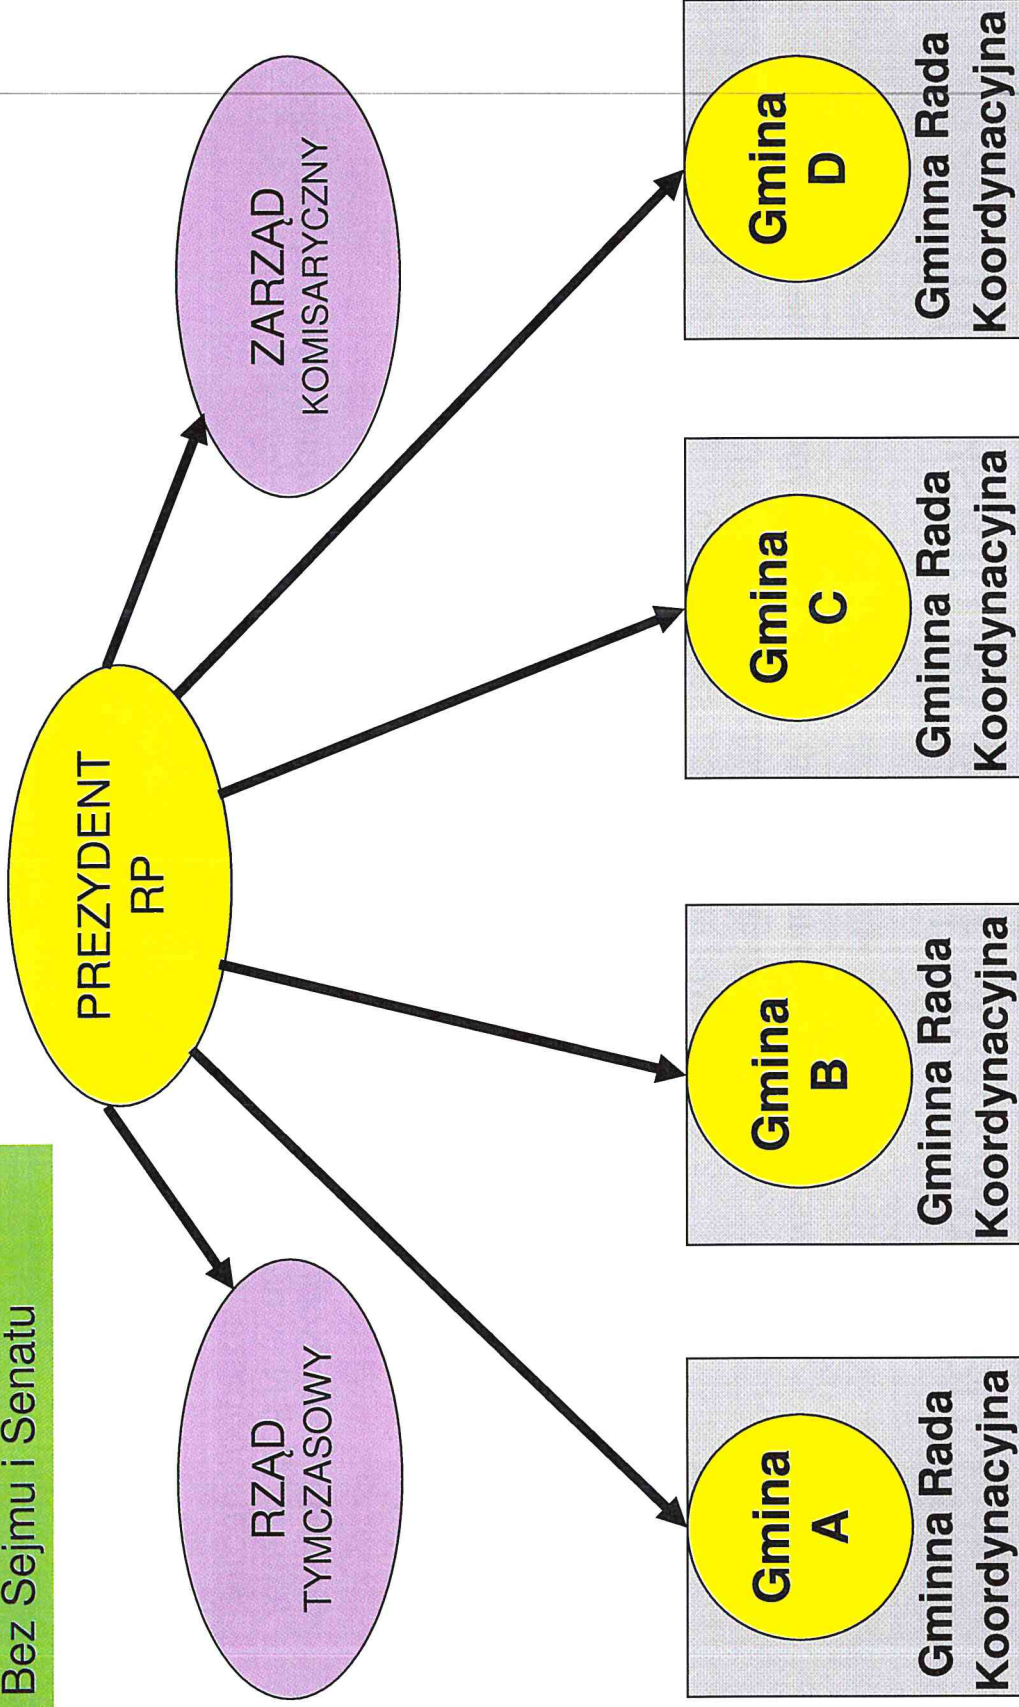 Bez Sejmu i Senatu
PREZYDENT
RP
RZĄD
TYMCZASOWY
ZARZĄD
KOMISARYCZNY
Gmina
A
Gminna Rada
Koordynacyjna
Gmina
B
Gminna Rada
Koordynacyjna
Gmina
C
Gminna Rada
Koordynacyjna
Gmina
D
Gminna Rada
Koordynacyjna